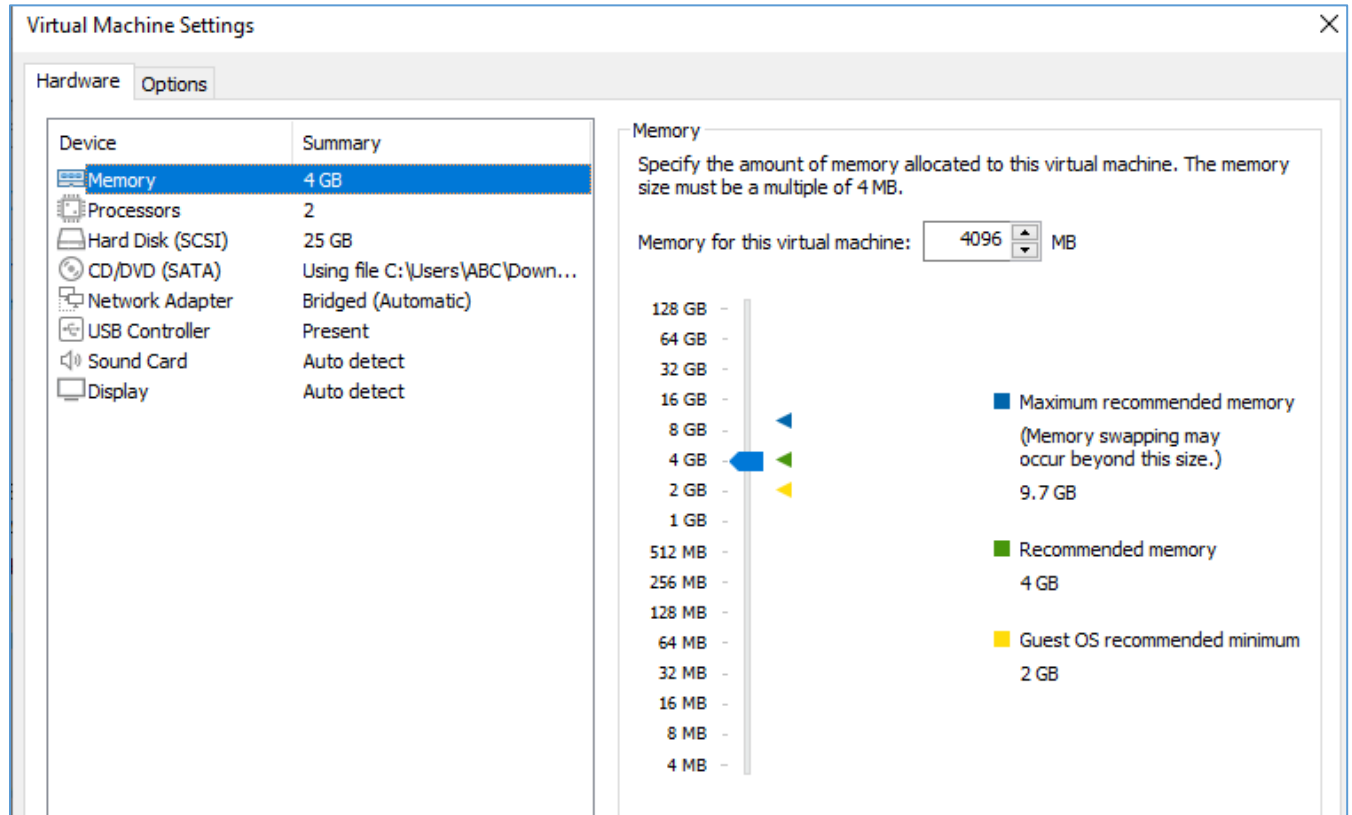 Virtual Machine Settings
Hardware Options
Device Summary
Memory 4 GB
Processors 2
Hard Disk (SCSI) 25 GB
CD/DVD (SATA) Using file C:\Users\ABC\Down...
Network Adapter Bridged (Automatic)
USB Controller Present
Sound Card Auto detect
Display Auto detect
Memory
Specify the amount of memory allocated to this virtual machine. The memory
size must be a multiple of 4 MB.
Memory for this virtual machine: 4096 MB
128 GB
64 GB
32 GB
16 GB
8 GB
4 GB
2 GB
1 GB
512 MB
256 MB
128 MB
64 MB
32 MB
16 MB
8 MB
4 MB
Maximum recommended memory
(Memory swapping may
occur beyond this size.)
9.7 GB
Recommended memory
4 GB
Guest OS recommended minimum
2 GB